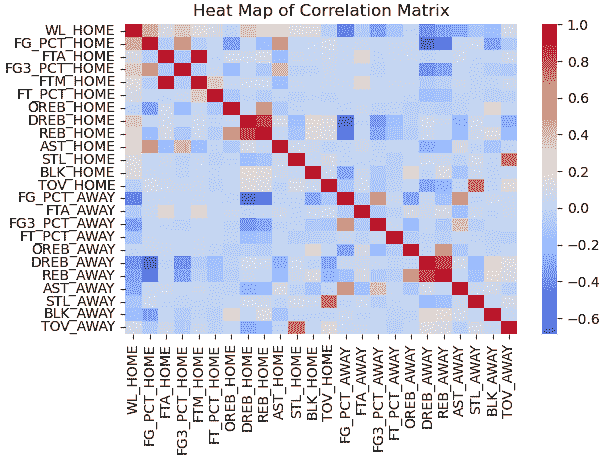 Heat Map of Correlation Matrix
WL_HOME
FG_PCT_HOME
FTA_HOME
FG3_PCT_HOME
FTM_HOME
FT_PCT_HOME
OREB_HOME
DREB_HOME
REB_HOME
AST_HOME
STL_HOME
BLK_HOME
TOV_HOME
FG_PCT_AWAY
FTA_AWAY
FG3_PCT_AWAY
FT_PCT_AWAY
OREB_AWAY
DREB_AWAY
REB_AWAY
AST_AWAY
STL_AWAY
BLK_AWAY
TOV_AWAY
WL_HOME
FG_PCT_HOME
FTA_HOME
FG3_PCT_HOME
FTM_HOME
FT_PCT_HOME
OREB_HOME
DREB_HOME
REB_HOME
AST_HOME
STL_HOME
BLK_HOME
TOV_HOME
FG_PCT_AWAY
FTA_AWAY
FG3_PCT_AWAY
FT_PCT_AWAY
OREB_AWAY
DREB_AWAY
REB_AWAY
AST_AWAY
STL_AWAY
BLK_AWAY
TOV_AWAY
1.0
0.8
0.6
0.4
0.2
0.0
−0.2
−0.4
−0.6